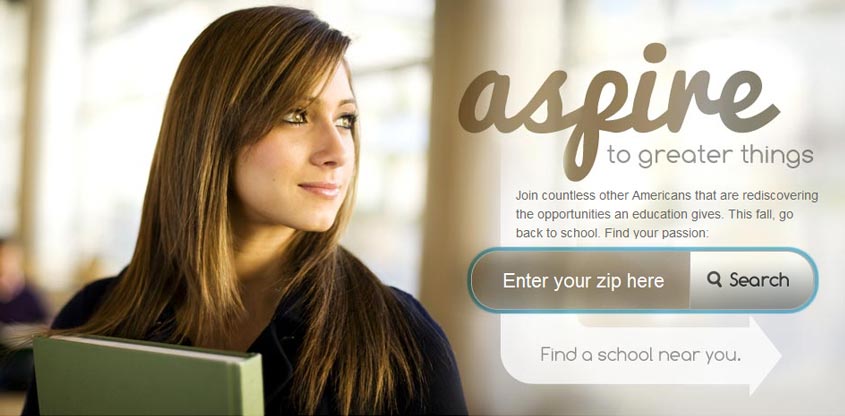 aspire
to greater things
Join countless other Americans that are rediscovering
the opportunities an education gives. This fall, go
back to school. Find your passion:
Enter your zip here Search
Find a school near you.